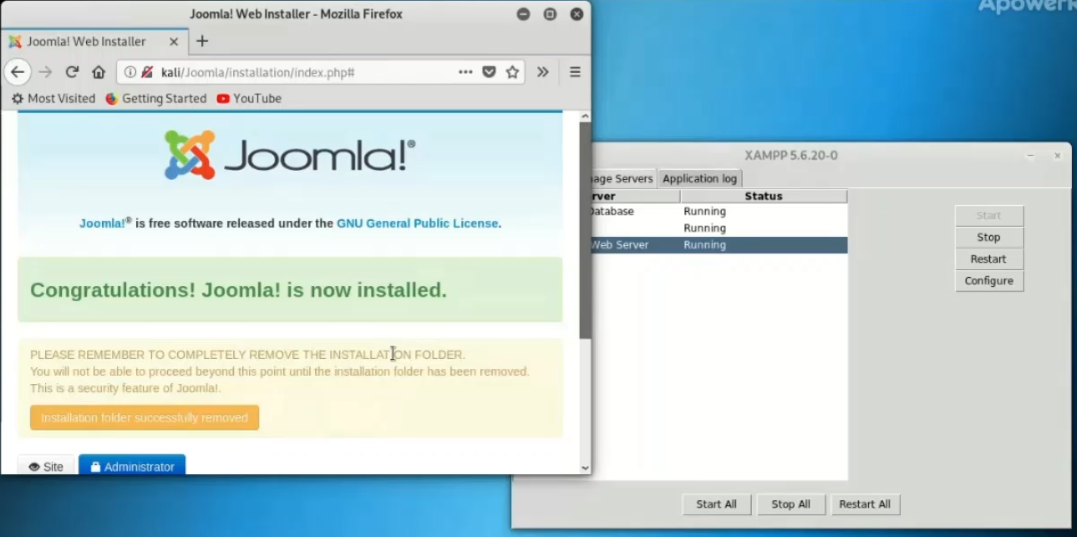 Joomla! Web Installer - Mozilla Firefox
Joomla! Web Installer
kali/Joomla/installation/index.php#
Most Visited Getting Started YouTube
Joomla!®
Joomla!® is free software released under the GNU General Public License.
Congratulations! Joomla! is now installed.
PLEASE REMEMBER TO COMPLETELY REMOVE THE INSTALLATION FOLDER.
You will not be able to proceed beyond this point until the installation folder has been removed.
This is a security feature of Joomla!.
Installation folder successfully removed
Site Administrator
Apowerk
XAMPP 5.6.20-0
age Servers Application log
rver Status
Database Running
Running
Web Server Running
Start
Stop
Restart
Configure
Start All Stop All Restart All